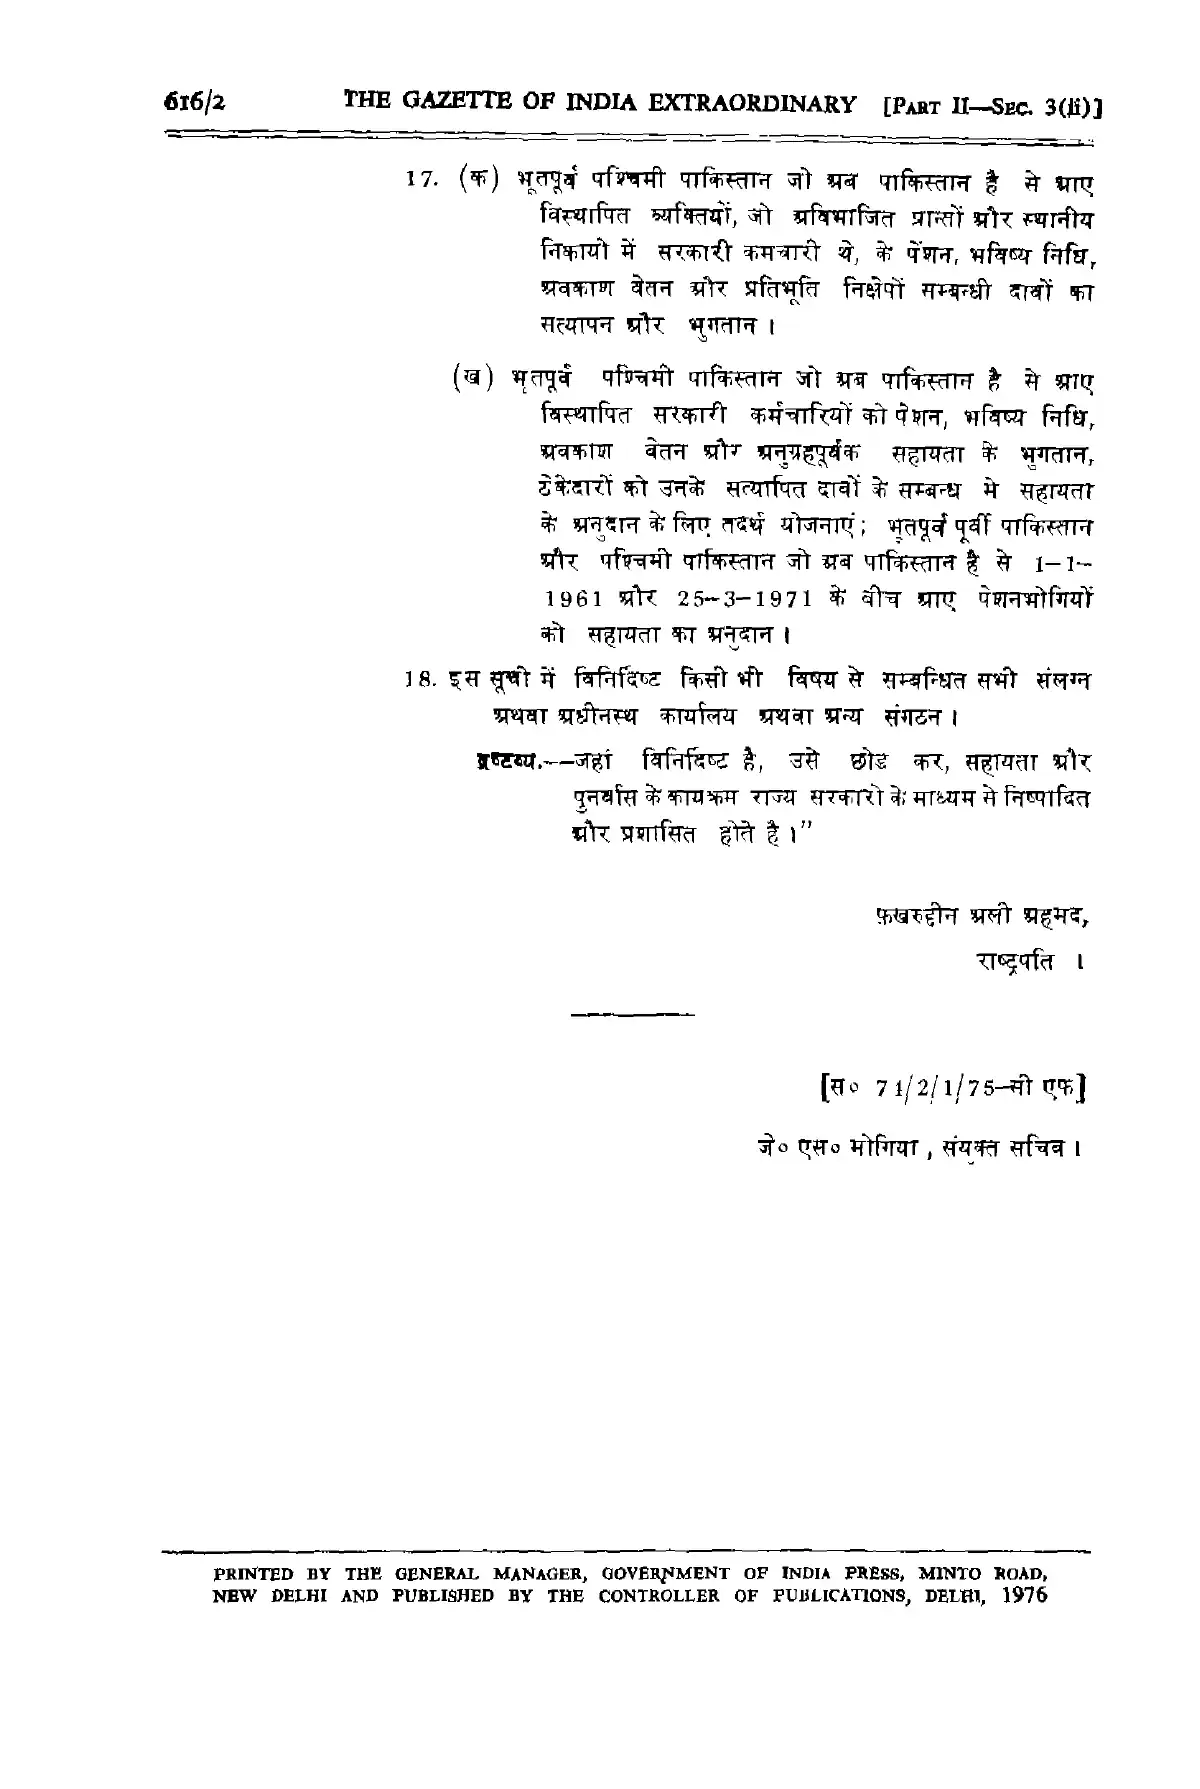 616/2 THE GAZETTE OF INDIA EXTRAORDINARY [PART II—SEC. 3(ii)]
17. (क) भूतपूर्व पश्चिमी पाकिस्तान जो अब पाकिस्तान है से आए
विस्थापित व्यक्तियों, जो अविभाजित प्रान्तों और स्थानीय
निकायो में सरकारी कमचारी थे, के पेंशन, भविष्य निधि,
अवकाश वेतन और प्रतिभूति निक्षेपों सम्बन्धी दावों का
सत्यापन और भुगतान ।
(ख) भूतपूर्व पश्चिमी पाकिस्तान जो अब पाकिस्तान है से आए
विस्थापित सरकारी कर्मचारियों को पेशन, भविष्य निधि,
अवकाश वेतन और अनुग्रहपूर्वक सहायता के भुगतान,
ठेकेदारों को उनके सत्यापित दावों के सम्बन्ध मे सहायता
के अनुदान के लिए तदर्थ योजनाएं; भूतपूर्व पूर्वी पाकिस्तान
और पश्चिमी पाकिस्तान जो अब पाकिस्तान है से 1-1-
1961 और 25-3-1971 के बीच आए पेशनभोगियों
को सहायता का अनुदान ।
18. इस सूची में विनिर्दिष्ट किसी भी विषय से सम्बन्धित सभी संलग्न
अथवा अधीनस्थ कार्यालय अथवा अन्य संगठन ।
द्रष्टव्य.--जहां विनिर्दिष्ट है, उसे छोड कर, सहायता और
पुनर्वास के कायक्रम राज्य सरकारो के माध्यम से निष्पादित
और प्रशासित होते है ।”
फ़खरुद्दीन अली अहमद,
राष्ट्रपति ।
[स० 74/2/1/75-सी एफ]
जे० एस० मोगिया , संयुक्त सचिव ।
PRINTED BY THE GENERAL MANAGER, GOVERNMENT OF INDIA PRESS, MINTO ROAD,
NEW DELHI AND PUBLISHED BY THE CONTROLLER OF PUBLICATIONS, DELHI, 1976